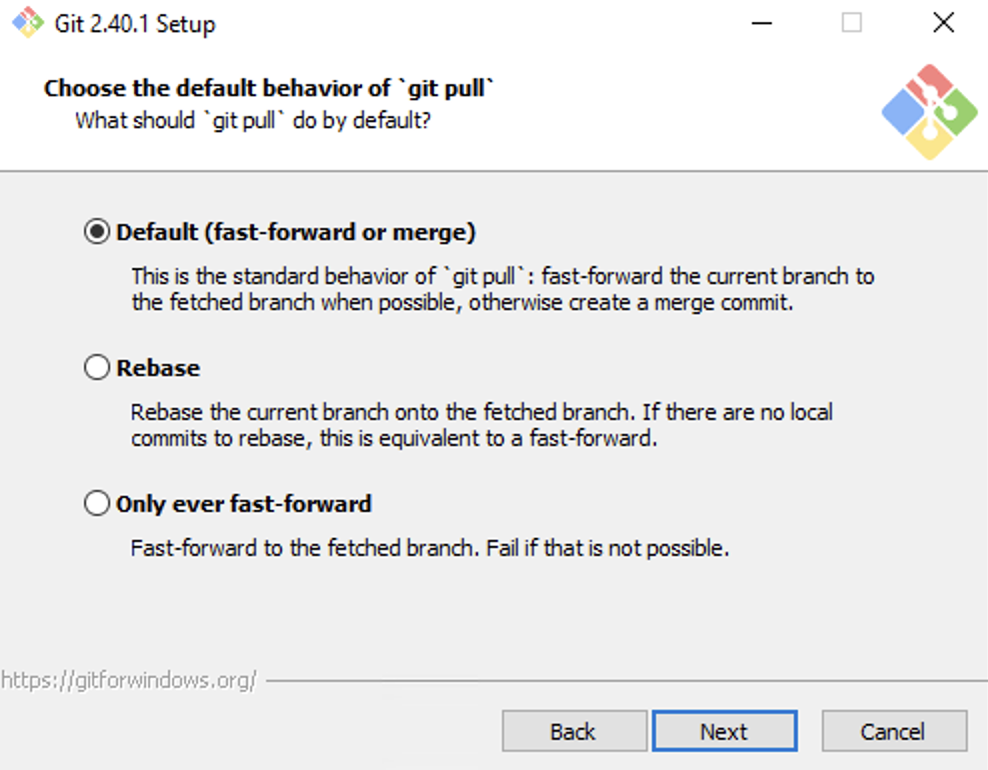 Git 2.40.1 Setup
Choose the default behavior of `git pull`
What should `git pull` do by default?
Default (fast-forward or merge)
This is the standard behavior of `git pull`: fast-forward the current branch to
the fetched branch when possible, otherwise create a merge commit.
Rebase
Rebase the current branch onto the fetched branch. If there are no local
commits to rebase, this is equivalent to a fast-forward.
Only ever fast-forward
Fast-forward to the fetched branch. Fail if that is not possible.
https://gitforwindows.org/
Back Next Cancel